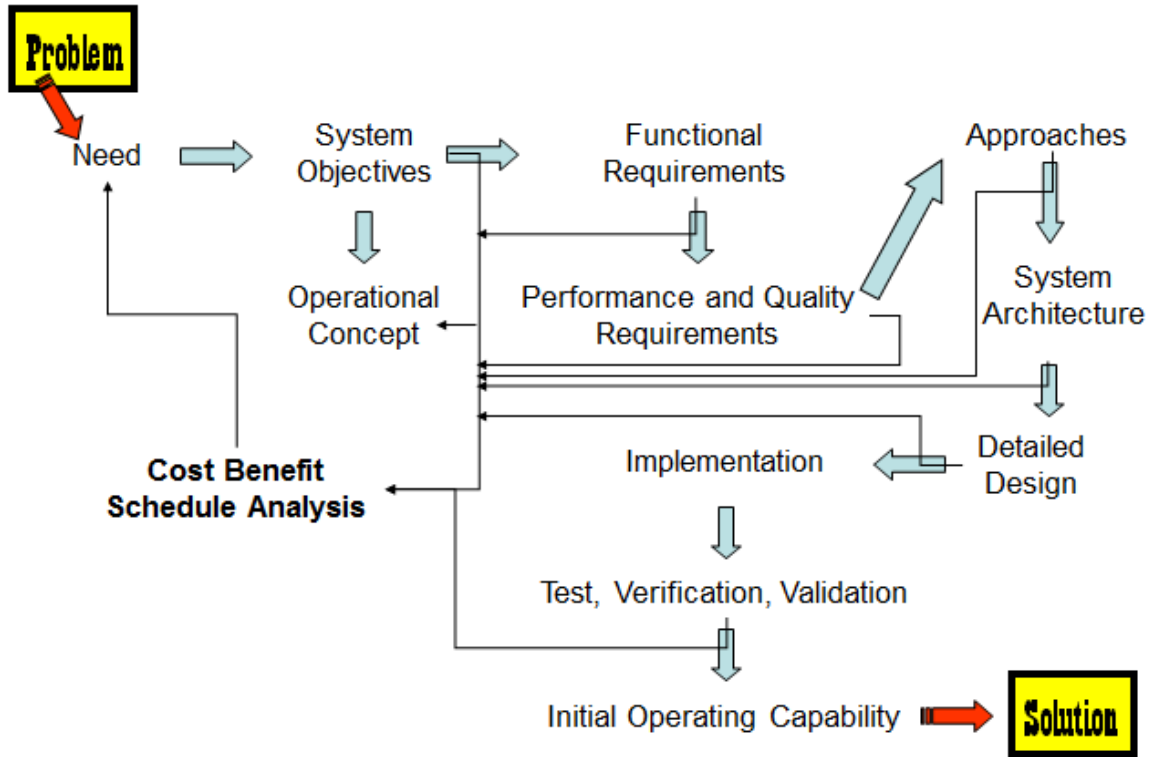 Problem
Need
System
Objectives
Functional
Requirements
Approaches
Operational
Concept
Performance and Quality
Requirements
System
Architecture
Cost Benefit
Schedule Analysis
Implementation
Detailed
Design
Test, Verification, Validation
Initial Operating Capability
Solution